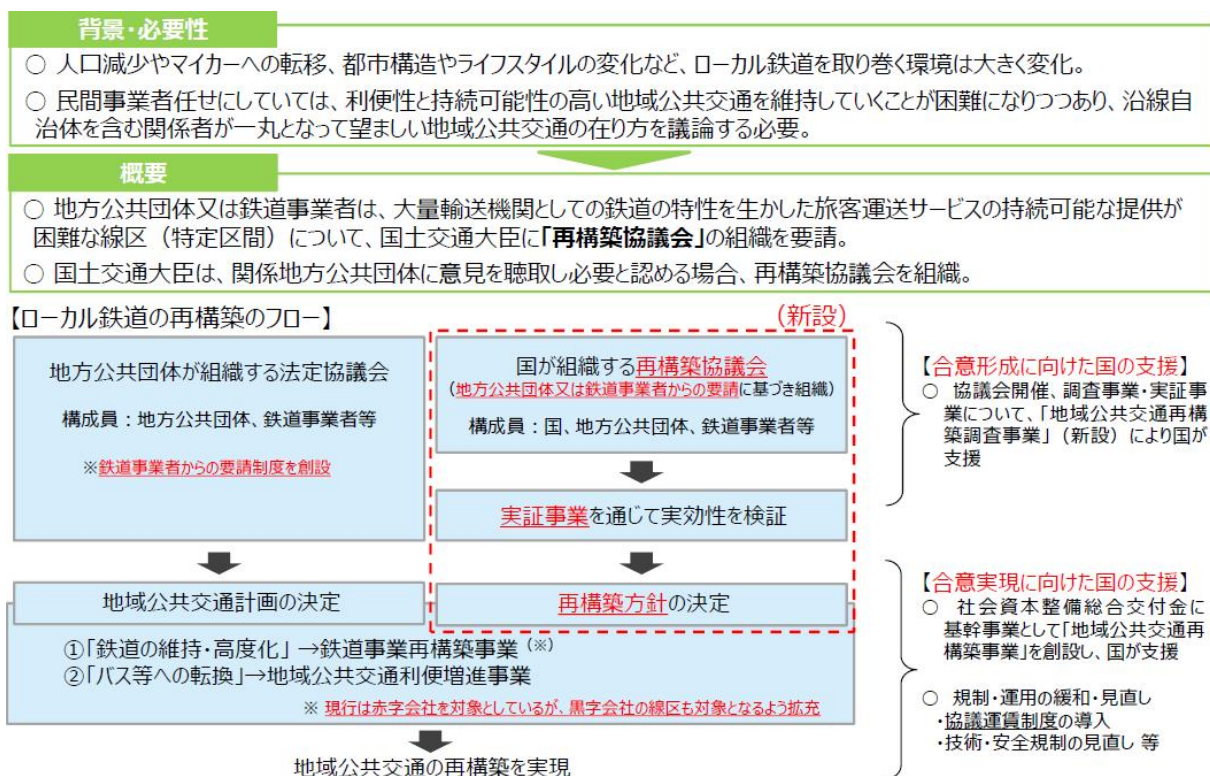 背景・必要性
○ 人口減少やマイカーへの転移、都市構造やライフスタイルの変化など、ローカル鉄道を取り巻く環境は大きく変化。
○ 民間事業者任せにしていては、利便性と持続可能性の高い地域公共交通を維持していくことが困難になりつつあり、沿線自
治体を含む関係者が一丸となって望ましい地域公共交通の在り方を議論する必要。
概要
○ 地方公共団体又は鉄道事業者は、大量輸送機関としての鉄道の特性を生かした旅客運送サービスの持続可能な提供が
困難な線区（特定区間）について、国土交通大臣に「再構築協議会」の組織を要請。
○ 国土交通大臣は、関係地方公共団体に意見を聴取し必要と認める場合、再構築協議会を組織。
【ローカル鉄道の再構築のフロー】
（新設）
地方公共団体が組織する法定協議会
構成員：地方公共団体、鉄道事業者等
※鉄道事業者からの要請制度を創設
国が組織する再構築協議会
（地方公共団体又は鉄道事業者からの要請に基づき組織）
構成員：国、地方公共団体、鉄道事業者等
実証事業を通じて実効性を検証
【合意形成に向けた国の支援】
○ 協議会開催、調査事業・実証事
業について、「地域公共交通再構
築調査事業」（新設）により国が
支援
地域公共交通計画の決定
再構築方針の決定
①「鉄道の維持・高度化」→鉄道事業再構築事業（※）
②「バス等への転換」→地域公共交通利便増進事業
※ 現行は赤字会社を対象としているが、黒字会社の線区も対象となるよう拡充
地域公共交通の再構築を実現
【合意実現に向けた国の支援】
○ 社会資本整備総合交付金に
基幹事業として「地域公共交通再
構築事業」を創設し、国が支援
○ 規制・運用の緩和・見直し
・協議運賃制度の導入
・技術・安全規制の見直し 等